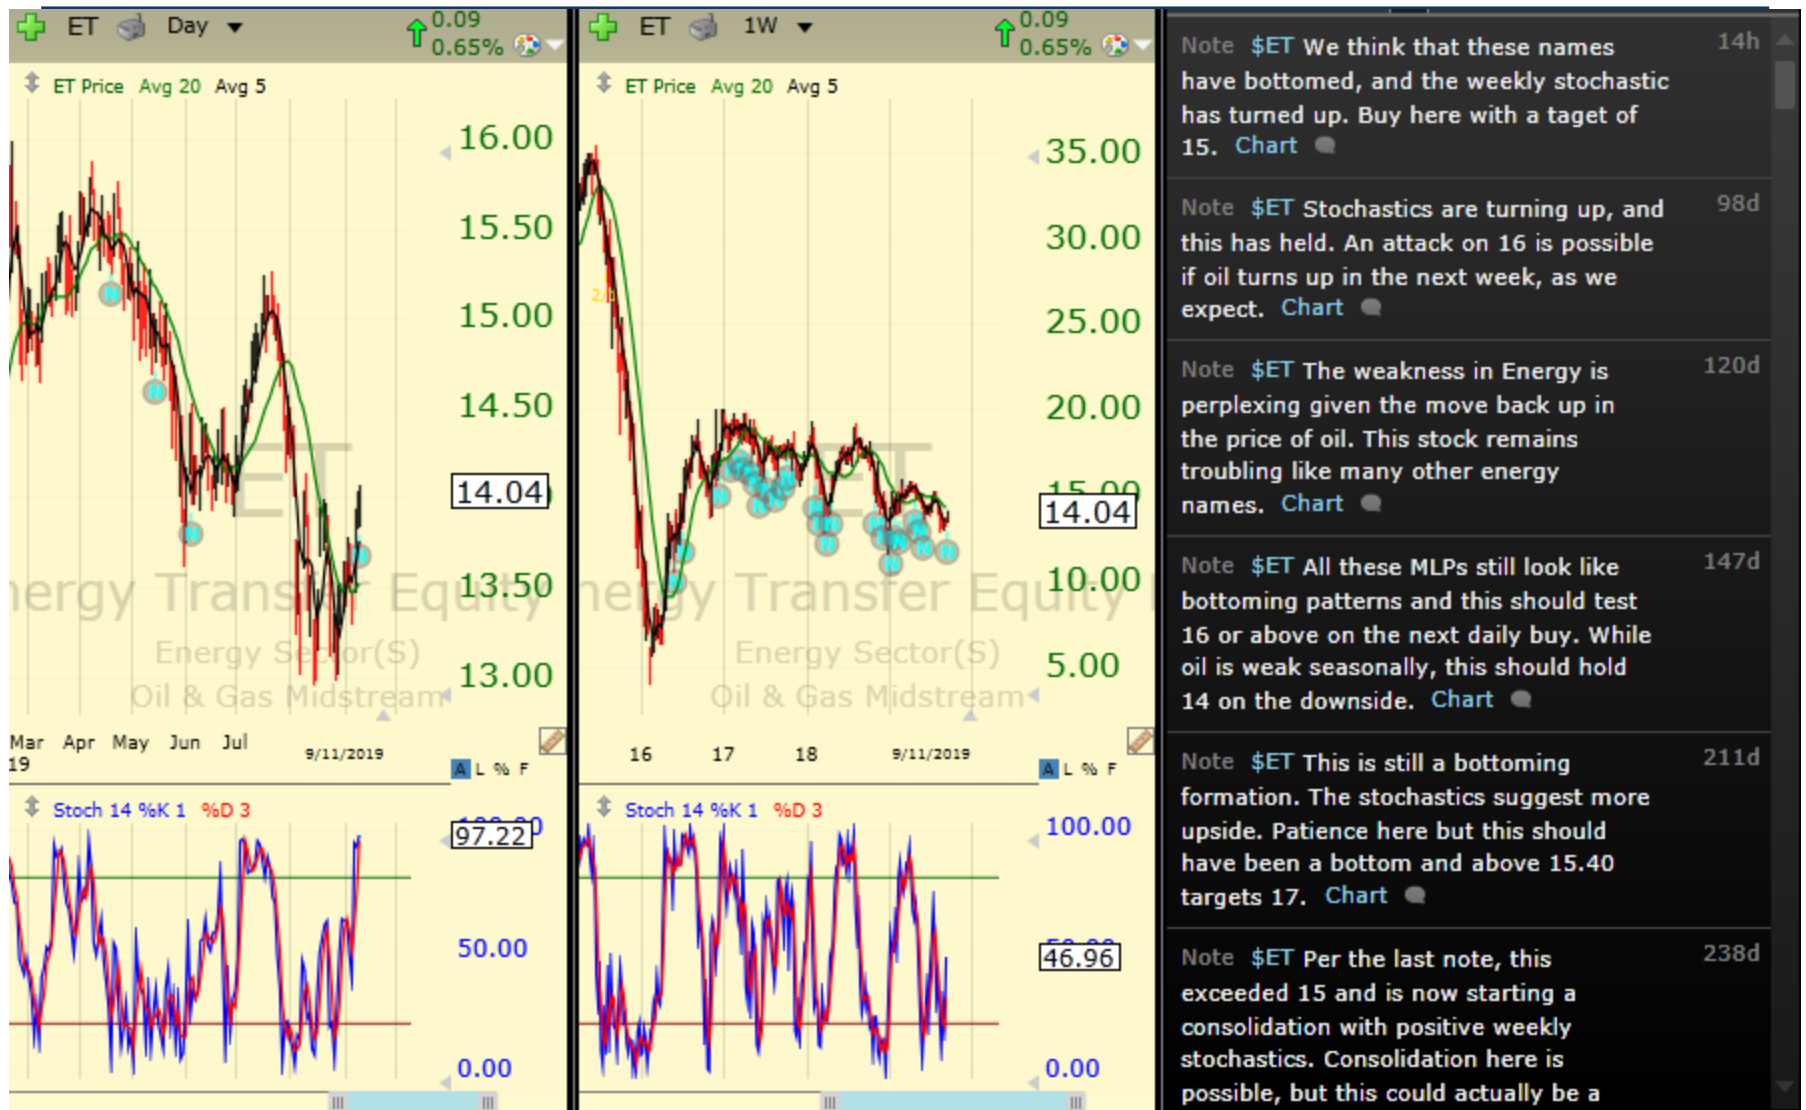 ET Day
0.09
0.65%
ET Price Avg 20 Avg 5
16.00
15.50
15.00
14.50
14.04
13.50
13.00
ET
Energy Transfer Equity
Energy Sector(S)
Oil & Gas Midstream
Mar Apr May Jun Jul 9/11/2019
19
A L % F
Stoch 14 %K 1 %D 3
100.00
97.22
50.00
0.00
ET 1W
0.09
0.65%
ET Price Avg 20 Avg 5
35.00
30.00
25.00
20.00
15.00
14.04
10.00
5.00
ET
nergy Transfer Equity
Energy Sector(S)
Oil & Gas Midstream
16 17 18 9/11/2019
A L % F
Stoch 14 %K 1 %D 3
100.00
50.00
46.96
0.00
Note $ET We think that these names 14h
have bottomed, and the weekly stochastic
has turned up. Buy here with a taget of
15. Chart
Note $ET Stochastics are turning up, and 98d
this has held. An attack on 16 is possible
if oil turns up in the next week, as we
expect. Chart
Note $ET The weakness in Energy is 120d
perplexing given the move back up in
the price of oil. This stock remains
troubling like many other energy
names. Chart
Note $ET All these MLPs still look like 147d
bottoming patterns and this should test
16 or above on the next daily buy. While
oil is weak seasonally, this should hold
14 on the downside. Chart
Note $ET This is still a bottoming 211d
formation. The stochastics suggest more
upside. Patience here but this should
have been a bottom and above 15.40
targets 17. Chart
Note $ET Per the last note, this 238d
exceeded 15 and is now starting a
consolidation with positive weekly
stochastics. Consolidation here is
possible, but this could actually be a